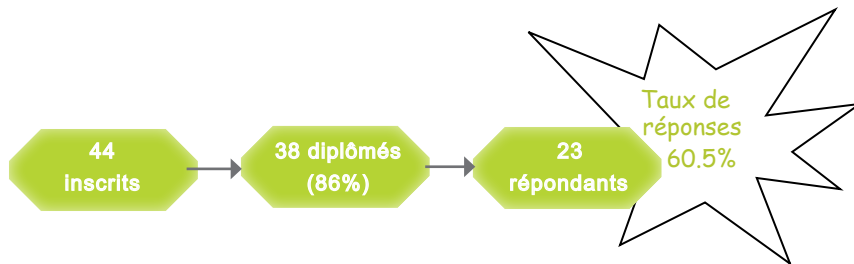 44
inscrits
38 diplômés
(86%)
23
répondants
Taux de
réponses
60.5%